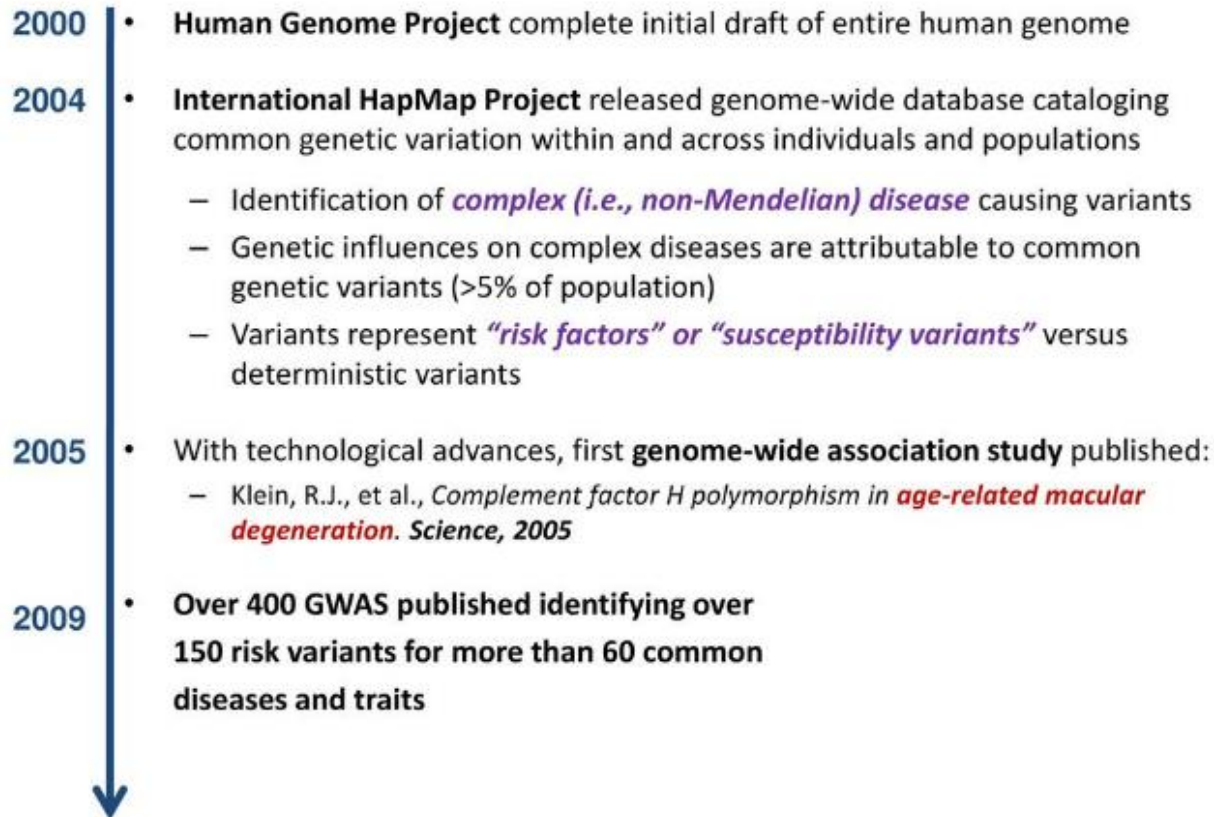 2000 • Human Genome Project complete initial draft of entire human genome
2004 • International HapMap Project released genome-wide database cataloging
common genetic variation within and across individuals and populations
– Identification of complex (i.e., non-Mendelian) disease causing variants
– Genetic influences on complex diseases are attributable to common
genetic variants (>5% of population)
– Variants represent “risk factors” or “susceptibility variants” versus
deterministic variants
2005 • With technological advances, first genome-wide association study published:
– Klein, R.J., et al., Complement factor H polymorphism in age-related macular
degeneration. Science, 2005
2009 • Over 400 GWAS published identifying over
150 risk variants for more than 60 common
diseases and traits